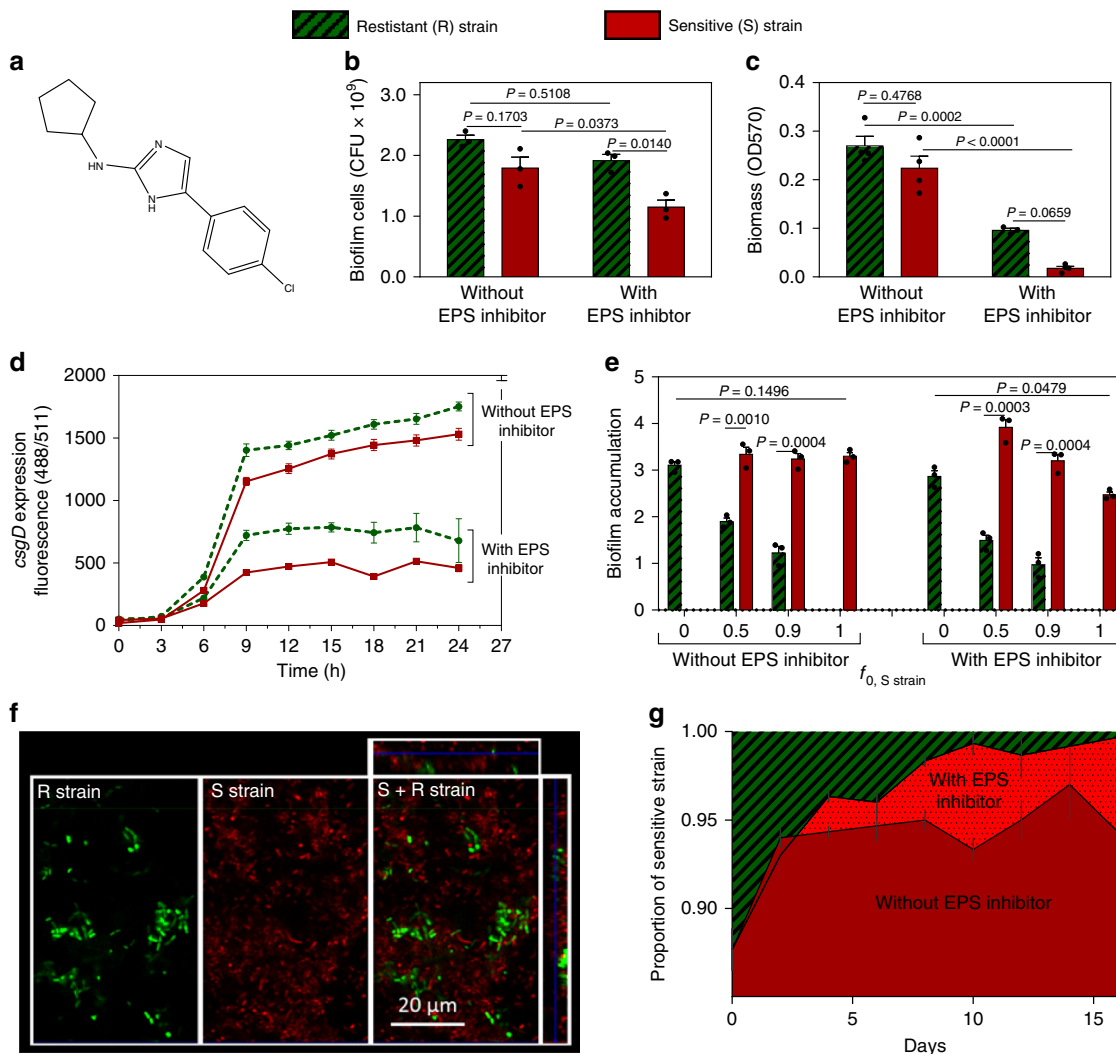 Restistant (R) strain
Sensitive (S) strain
a
HN
N
N
H
Cl
b
Biofilm cells (CFU × 10⁹)
3.0
2.0
1.0
0.0
P = 0.5108
P = 0.1703
P = 0.0373
P = 0.0140
Without
EPS inhibitor
With
EPS inhibtor
c
Biomass (OD570)
0.4
0.3
0.2
0.1
0.0
P = 0.4768
P = 0.0002
P < 0.0001
P = 0.0659
Without
EPS inhibitor
With
EPS inhibitor
d
csgD expression
fluorescence (488/511)
2000
1500
1000
500
0
Without EPS
inhibitor
With EPS
inhibitor
0 3 6 9 12 15 18 21 24 27
Time (h)
e
Biofilm accumulation
5
4
3
2
1
0
P = 0.1496
P = 0.0010
P = 0.0004
P = 0.0479
P = 0.0003
P = 0.0004
0 0.5 0.9 1 0 0.5 0.9 1
Without EPS inhibitor
With EPS inhibitor
f0, S strain
f
R strain
S strain
S + R strain
20 μm
g
Proportion of sensitive strain
1.00
0.95
0.90
With EPS
inhibitor
Without EPS inhibitor
0 5 10 15
Days